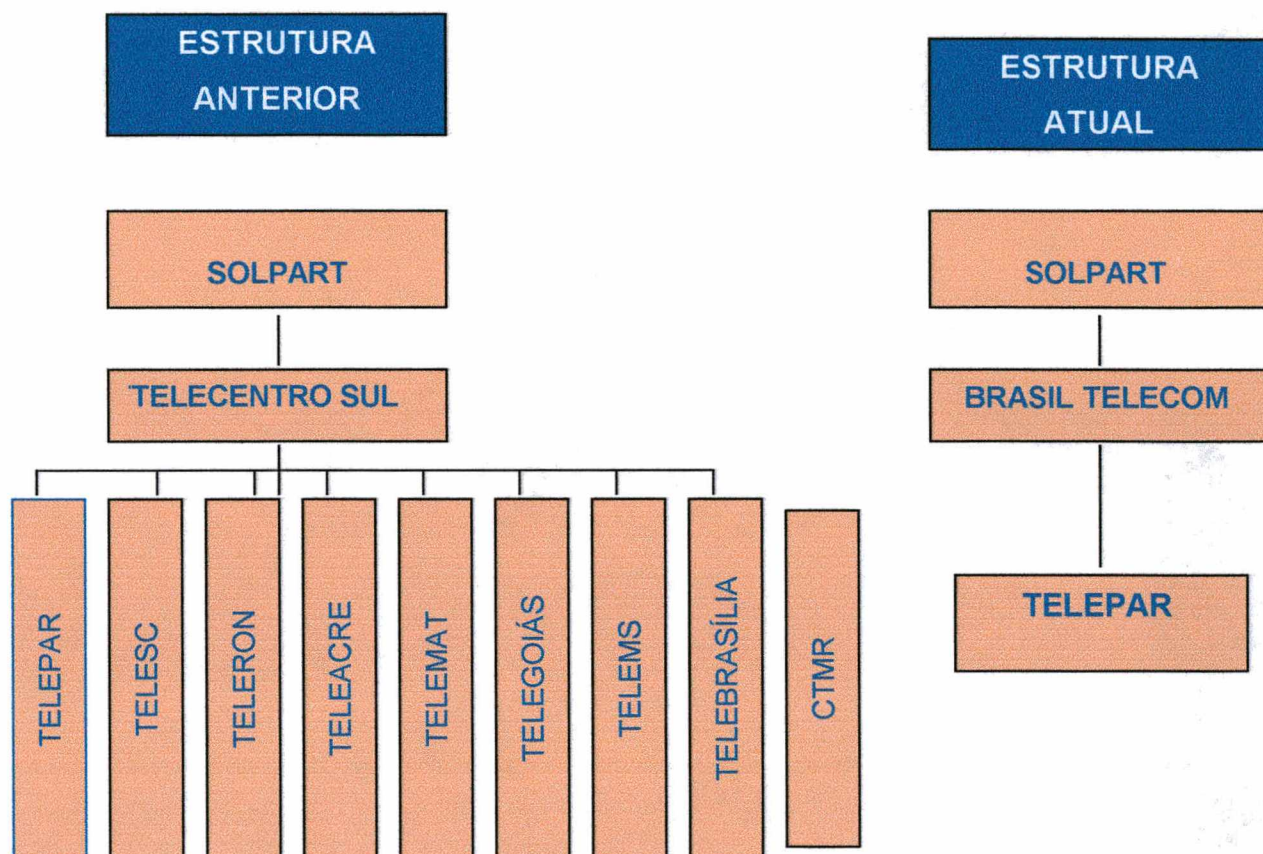 ESTRUTURA
ANTERIOR
SOLPART
TELECENTRO SUL
TELEPAR
TELESC
TELERON
TELEACRE
TELEMAT
TELEGOIÁS
TELEMS
TELEBRASÍLIA
CTMR
ESTRUTURA
ATUAL
SOLPART
BRASIL TELECOM
TELEPAR